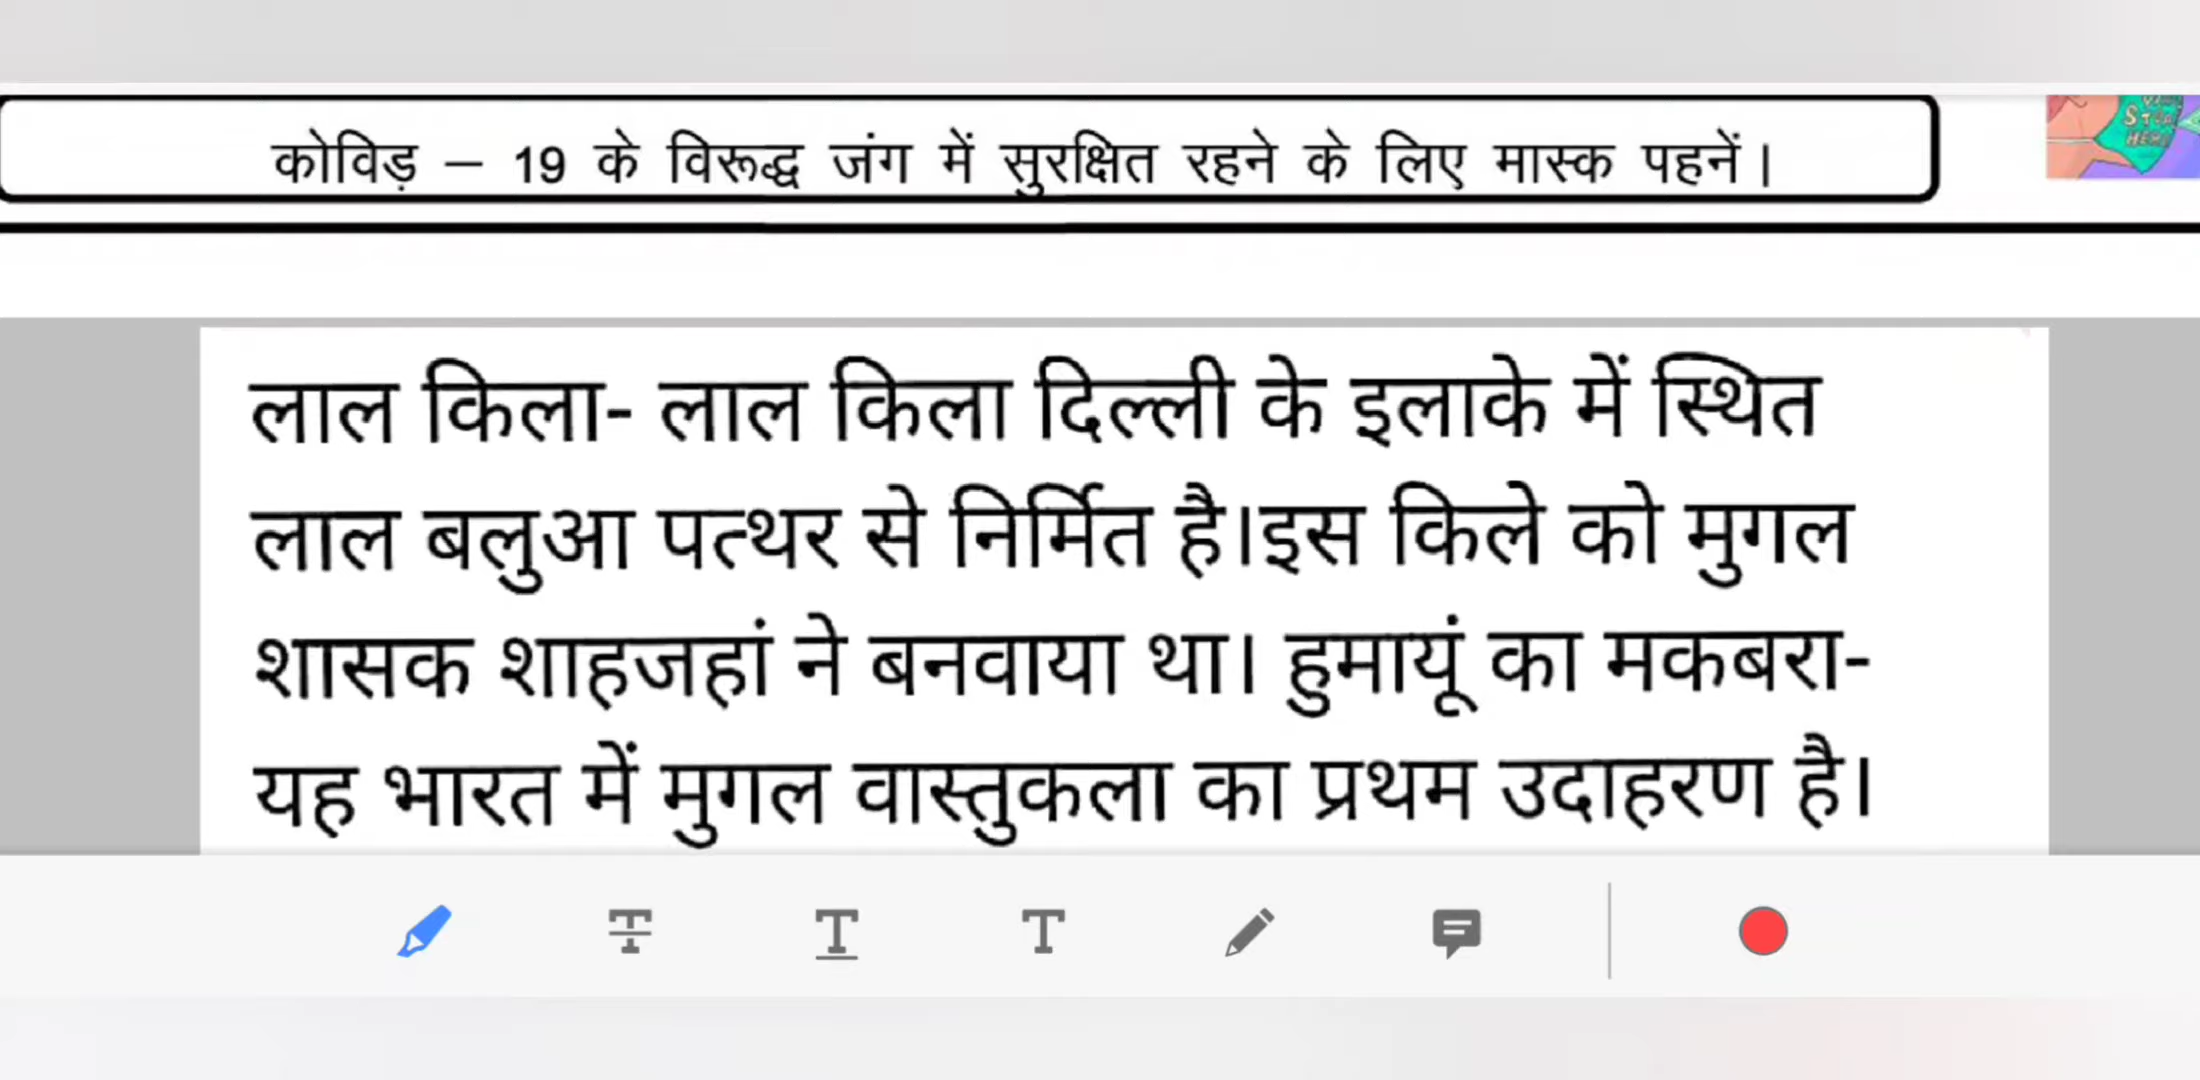 कोविड़ – 19 के विरूद्ध जंग में सुरक्षित रहने के लिए मास्क पहनें।
लाल किला- लाल किला दिल्ली के इलाके में स्थित
लाल बलुआ पत्थर से निर्मित है।इस किले को मुगल
शासक शाहजहां ने बनवाया था। हुमायूं का मकबरा-
यह भारत में मुगल वास्तुकला का प्रथम उदाहरण है।